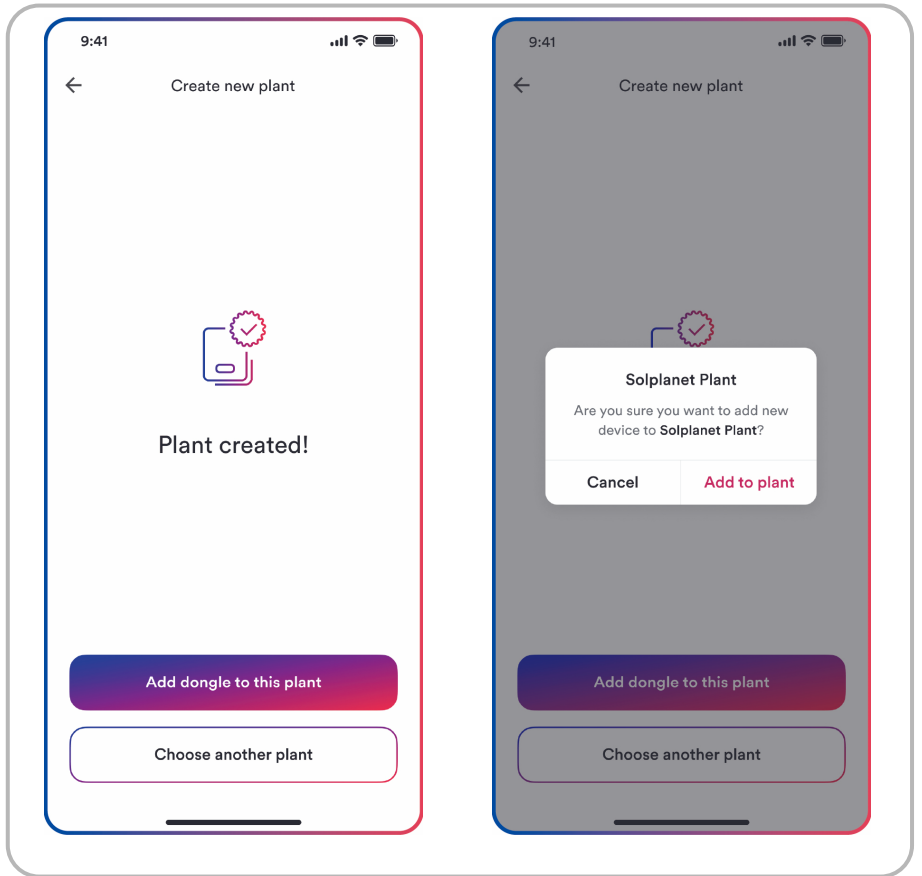 9:41
Create new plant
Plant created!
Add dongle to this plant
Choose another plant
9:41
Create new plant
Solplanet Plant
Are you sure you want to add new
device to Solplanet Plant?
Cancel
Add to plant
Add dongle to this plant
Choose another plant